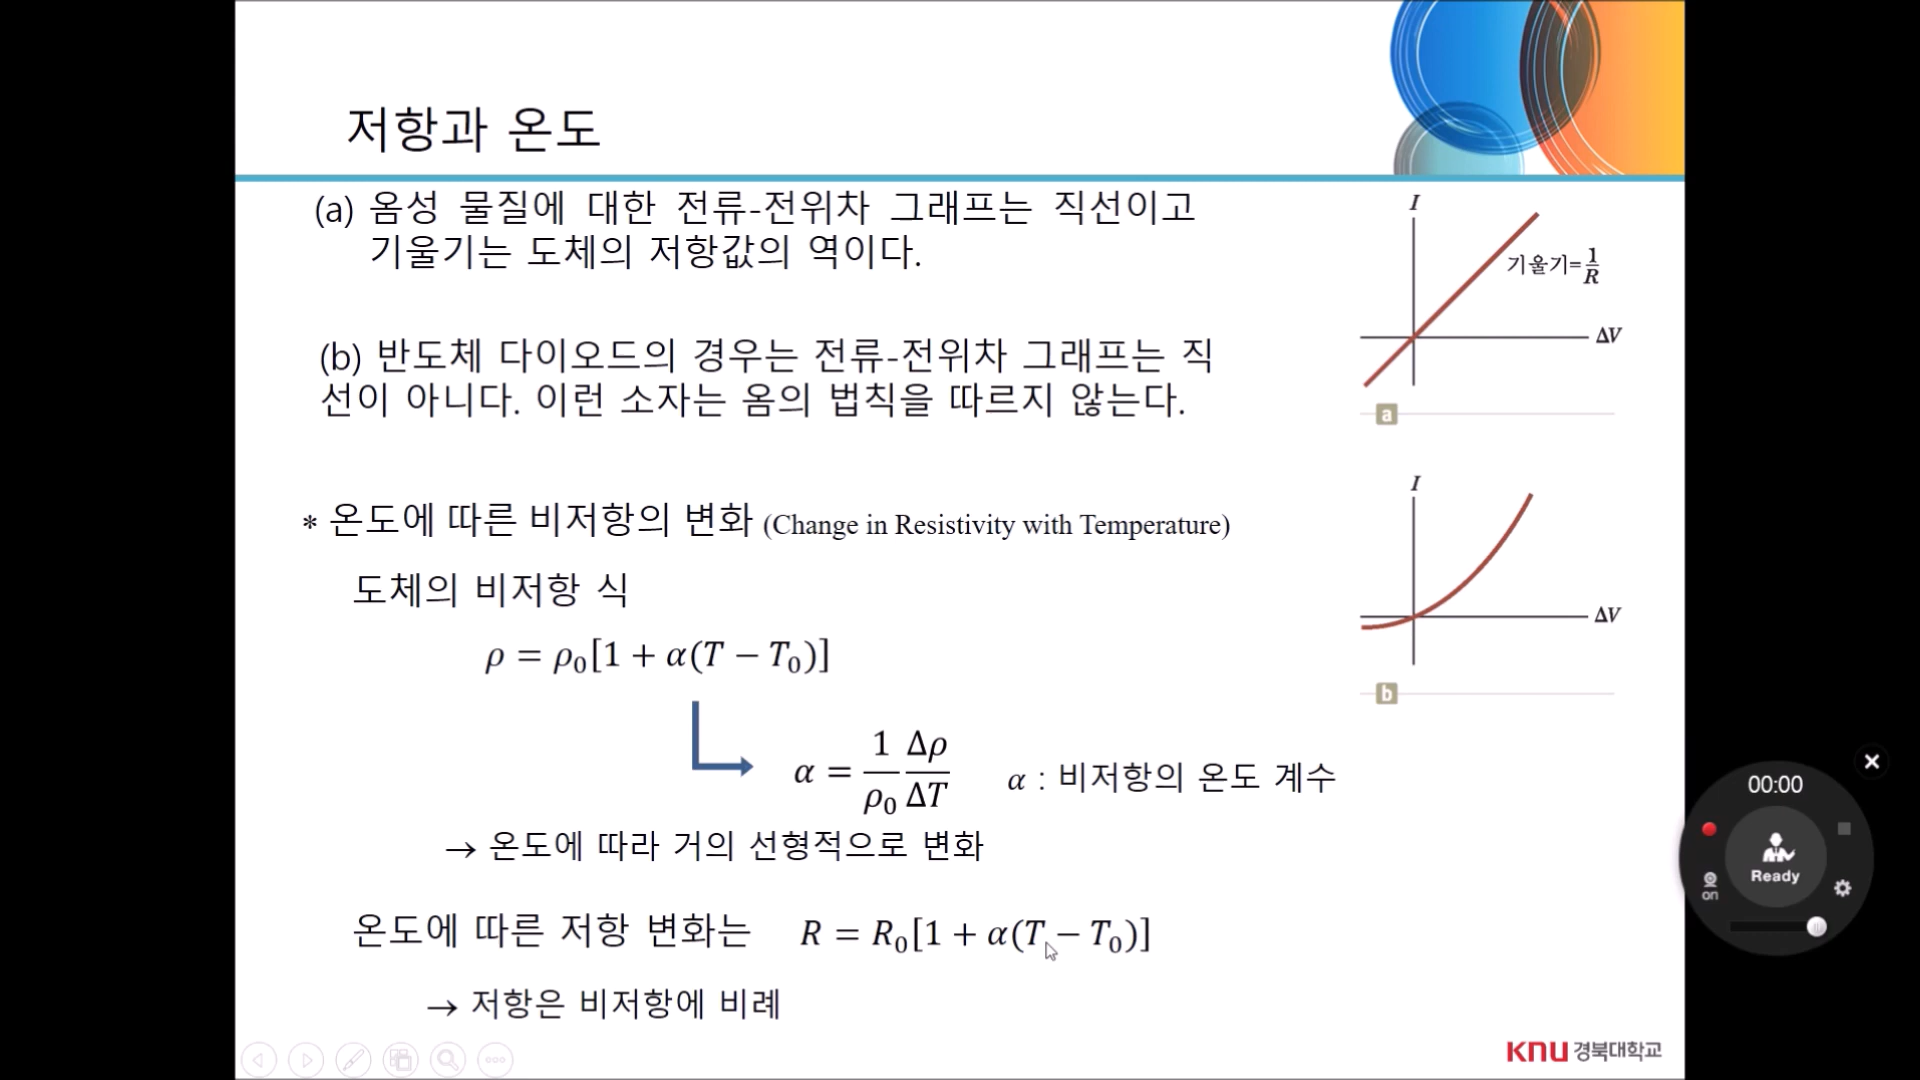 저항과 온도
(a) 옴성 물질에 대한 전류-전위차 그래프는 직선이고
기울기는 도체의 저항값의 역이다.
I
기울기=1/R
ΔV
a
(b) 반도체 다이오드의 경우는 전류-전위차 그래프는 직
선이 아니다. 이런 소자는 옴의 법칙을 따르지 않는다.
I
ΔV
b
* 온도에 따른 비저항의 변화 (Change in Resistivity with Temperature)
도체의 비저항 식
ρ = ρ₀[1 + α(T − T₀)]
α = 1/ρ₀ Δρ/ΔT α : 비저항의 온도 계수
→ 온도에 따라 거의 선형적으로 변화
온도에 따른 저항 변화는 R = R₀[1 + α(T − T₀)]
→ 저항은 비저항에 비례
KNU 경북대학교
00:00
Ready
on